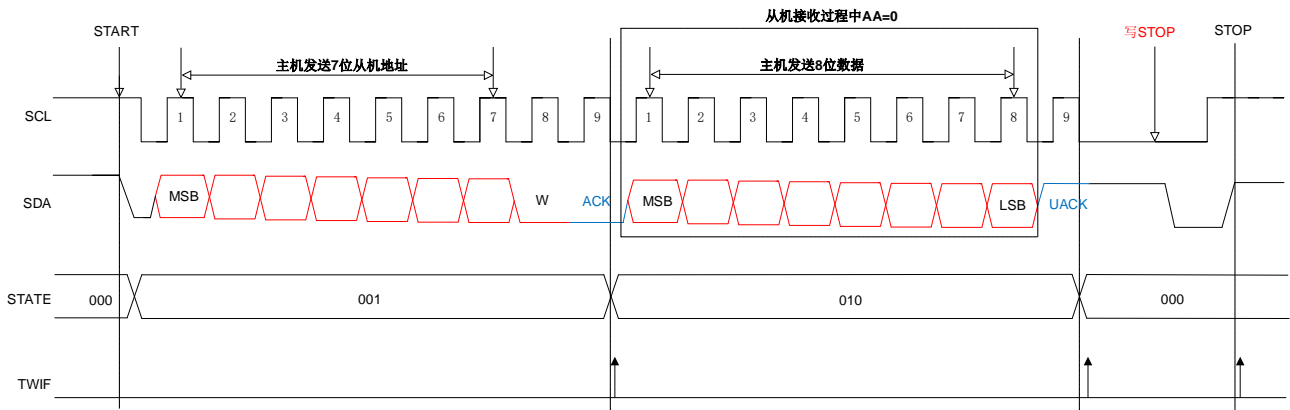 从机接收过程中AA=0
START
写STOP
STOP
主机发送7位从机地址
主机发送8位数据
SCL
1 2 3 4 5 6 7 8 9 1 2 3 4 5 6 7 8 9
SDA
MSB W ACK MSB LSB UACK
STATE
000 001 010 000
TWIF